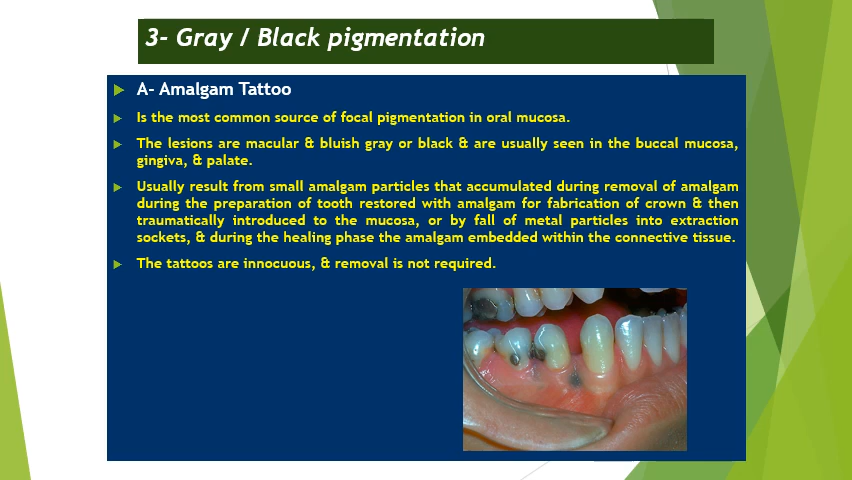 3- Gray / Black pigmentation
A- Amalgam Tattoo
Is the most common source of focal pigmentation in oral mucosa.
The lesions are macular & bluish gray or black & are usually seen in the buccal mucosa,
gingiva, & palate.
Usually result from small amalgam particles that accumulated during removal of amalgam
during the preparation of tooth restored with amalgam for fabrication of crown & then
traumatically introduced to the mucosa, or by fall of metal particles into extraction
sockets, & during the healing phase the amalgam embedded within the connective tissue.
The tattoos are innocuous, & removal is not required.